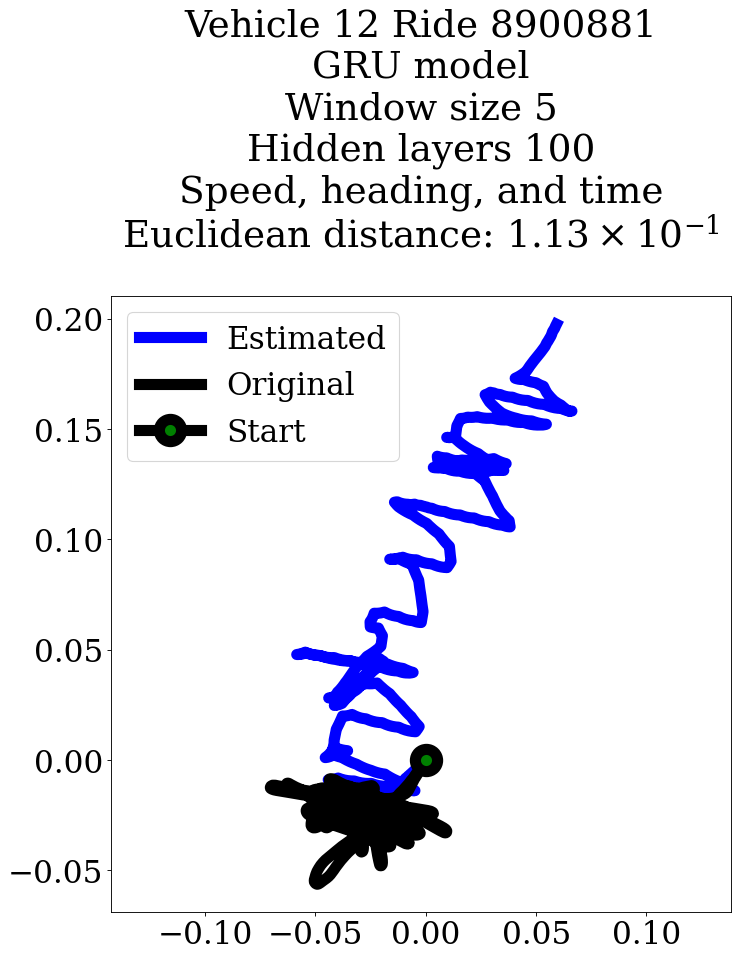 Vehicle 12 Ride 8900881
GRU model
Window size 5
Hidden layers 100
Speed, heading, and time
Euclidean distance: 1.13 × 10⁻¹
Estimated
Original
Start
0.20
0.15
0.10
0.05
0.00
−0.05
−0.10 −0.05 0.00 0.05 0.10